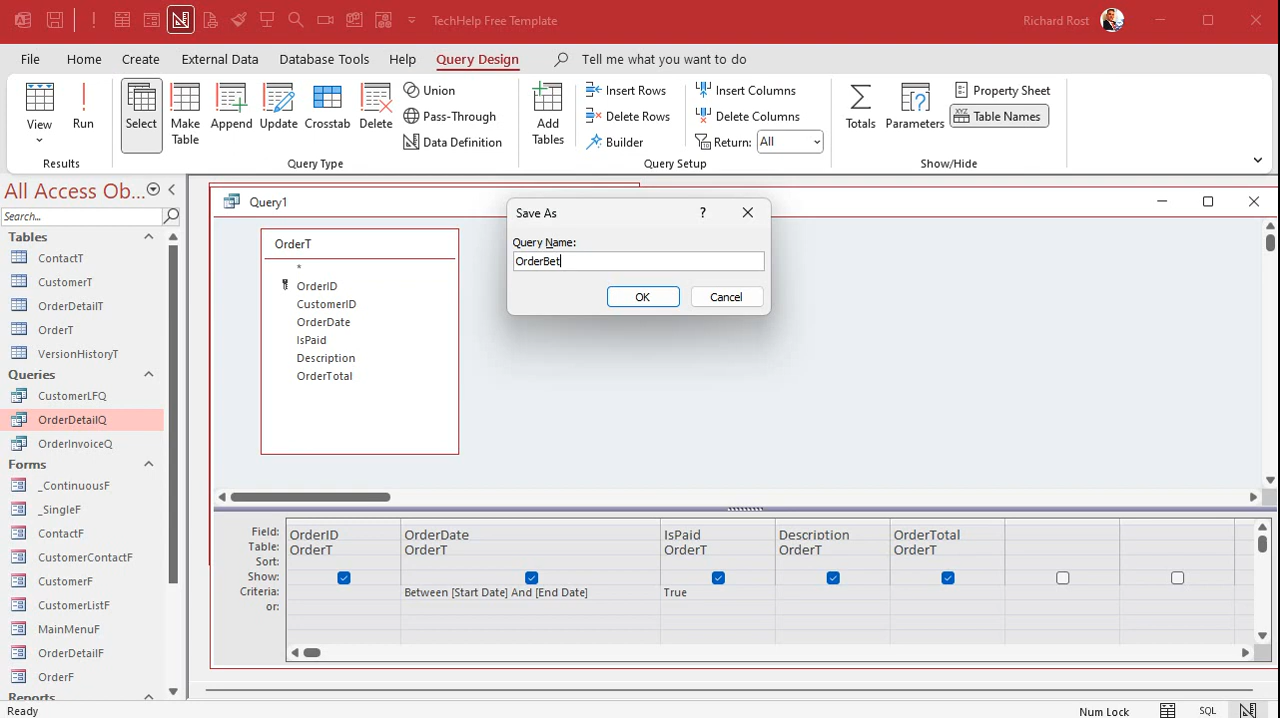 TechHelp Free Template
Richard Rost
File
Home
Create
External Data
Database Tools
Help
Query Design
Tell me what you want to do
View
Run
Results
Select
Make Table
Append
Update
Crosstab
Delete
Union
Pass-Through
Data Definition
Query Type
Add Tables
Insert Rows
Delete Rows
Builder
Insert Columns
Delete Columns
Return: All
Query Setup
Totals
Parameters
Property Sheet
XYZ Table Names
Show/Hide
All Access Ob...
Search...
Tables
ContactT
CustomerT
OrderDetailT
OrderT
VersionHistoryT
Queries
CustomerLFQ
OrderDetailQ
OrderInvoiceQ
Forms
_ContinuousF
_SingleF
ContactF
CustomerContactF
CustomerF
CustomerListF
MainMenuF
OrderDetailF
OrderF
Reports
Query1
OrderT
*
OrderID
CustomerID
OrderDate
IsPaid
Description
OrderTotal
Save As
?
Query Name:
OrderBet
OK
Cancel
Field: OrderID OrderDate IsPaid Description OrderTotal
Table: OrderT OrderT OrderT OrderT OrderT
Sort:
Show:
Criteria: Between [Start Date] And [End Date] True
or:
Ready
Num Lock
SQL